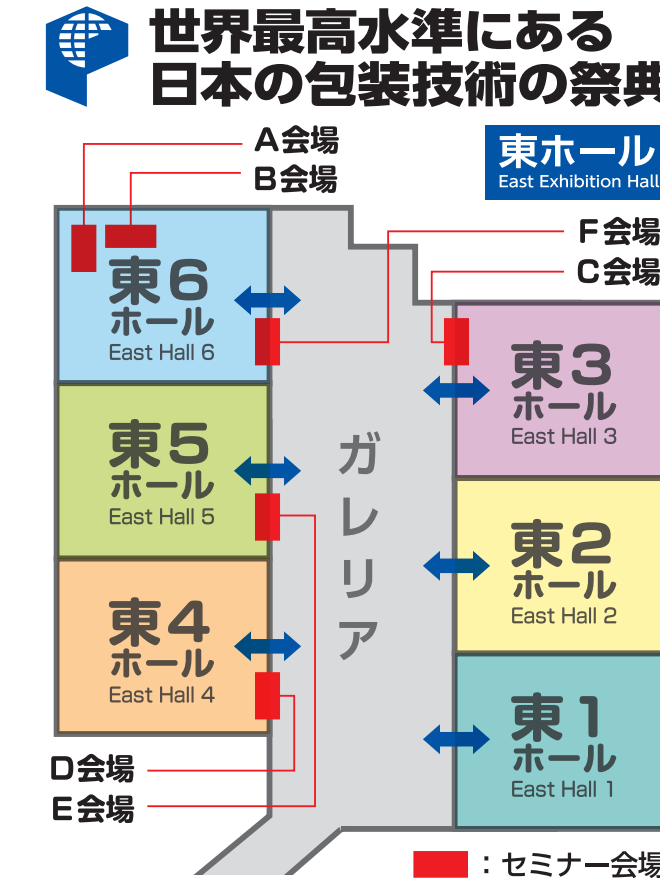 世界最高水準にある
日本の包装技術の祭典
A会場
B会場
東ホール
East Exhibition Hall
F会場
C会場
東6
ホール
East Hall 6
東3
ホール
East Hall 3
東5
ホール
East Hall 5
ガレリア
東2
ホール
East Hall 2
東4
ホール
East Hall 4
東1
ホール
East Hall 1
D会場
E会場
：セミナー会場